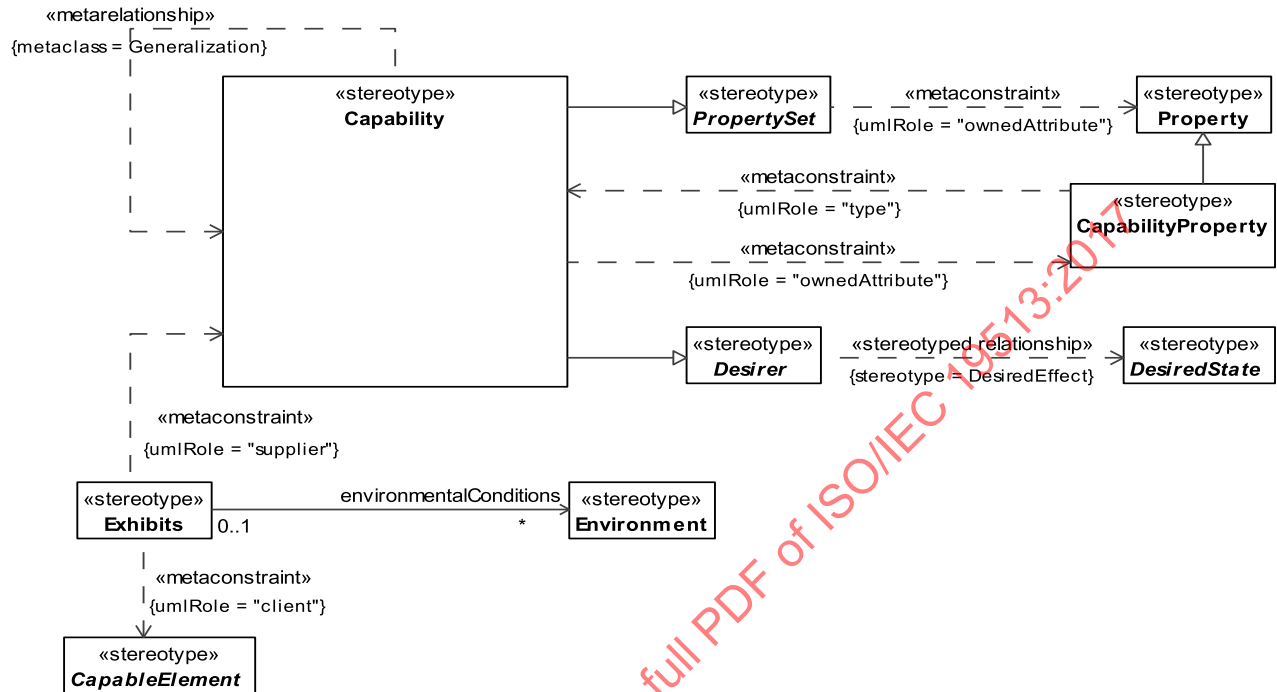 «metarelationship»
{metaclass = Generalization}
«stereotype»
Capability
«stereotype»
PropertySet
«metaconstraint»
{umlRole = "ownedAttribute"}
«stereotype»
Property
«metaconstraint»
{umlRole = "type"}
«stereotype»
CapabilityProperty
«metaconstraint»
{umlRole = "ownedAttribute"}
«stereotype»
Desirer
«stereotyped relationship»
{stereotype = DesiredEffect}
«stereotype»
DesiredState
«metaconstraint»
{umlRole = "supplier"}
«stereotype»
Exhibits
0..1
environmentalConditions
*
«stereotype»
Environment
«metaconstraint»
{umlRole = "client"}
«stereotype»
CapableElement
full PDF of ISO/IEC 19513:2017